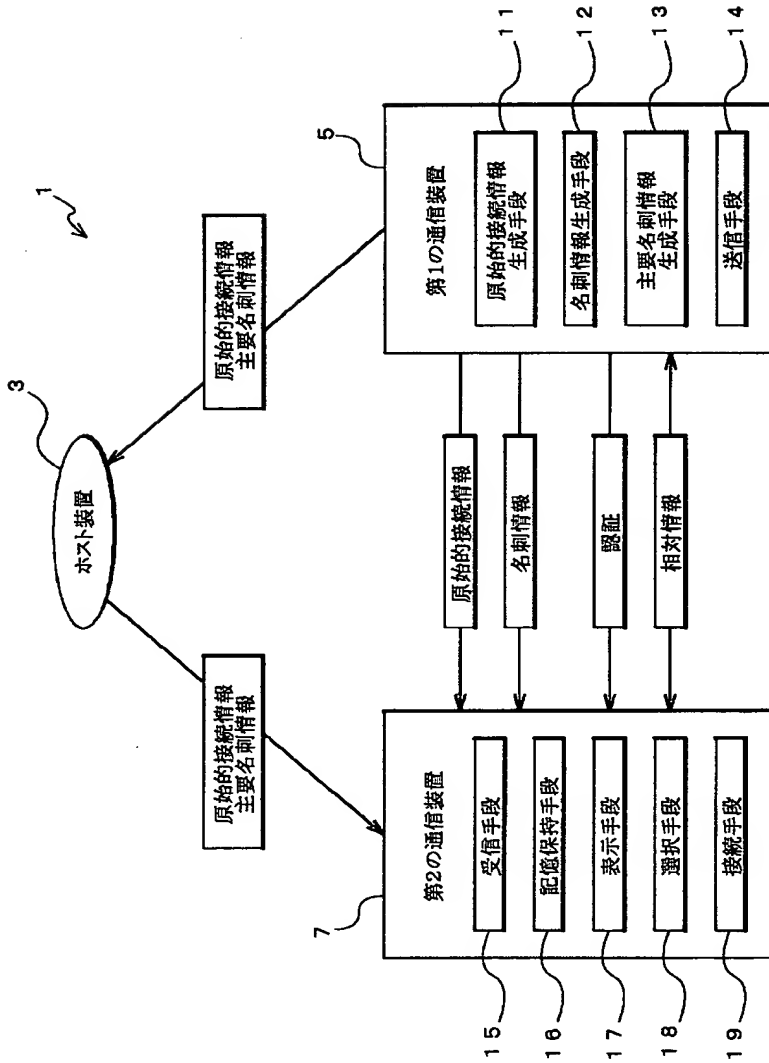 1
3
ホスト装置
原始的接続情報
主要名刺情報
原始的接続情報
主要名刺情報
7
第2の通信装置
受信手段
記憶保持手段
表示手段
選択手段
接続手段
15
16
17
18
19
原始的接続情報
名刺情報
認証
相対情報
5
第1の通信装置
原始的接続情報
生成手段
名刺情報生成手段
主要名刺情報
生成手段
送信手段
11
12
13
14